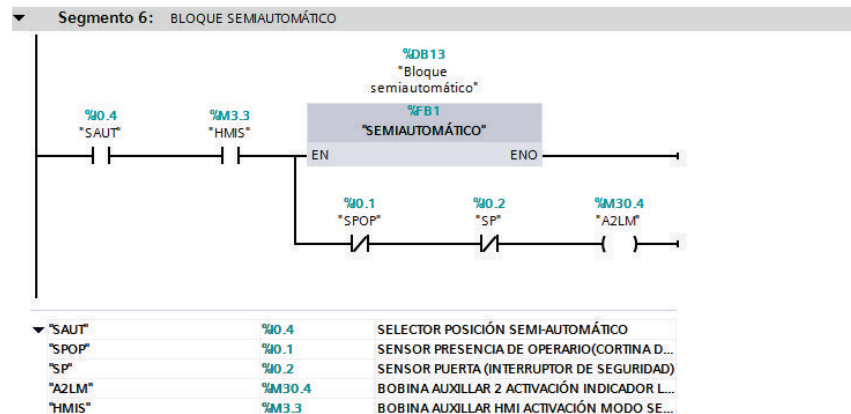 Segmento 6: BLOQUE SEMIAUTOMÁTICO
%DB13
"Bloque
semiautomático"
%I0.4
"SAUT"
%M3.3
"HMIS"
%FB1
"SEMIAUTOMÁTICO"
EN ENO
%I0.1
"SPOP"
%I0.2
"SP"
%M30.4
"A2LM"
"SAUT" %I0.4 SELECTOR POSICIÓN SEMI-AUTOMÁTICO
"SPOP" %I0.1 SENSOR PRESENCIA DE OPERARIO(CORTINA D...
"SP" %I0.2 SENSOR PUERTA (INTERRUPTOR DE SEGURIDAD)
"A2LM" %M30.4 BOBINA AUXILLAR 2 ACTIVACIÓN INDICADOR L...
"HMIS" %M3.3 BOBINA AUXILLAR HMI ACTIVACIÓN MODO SE...